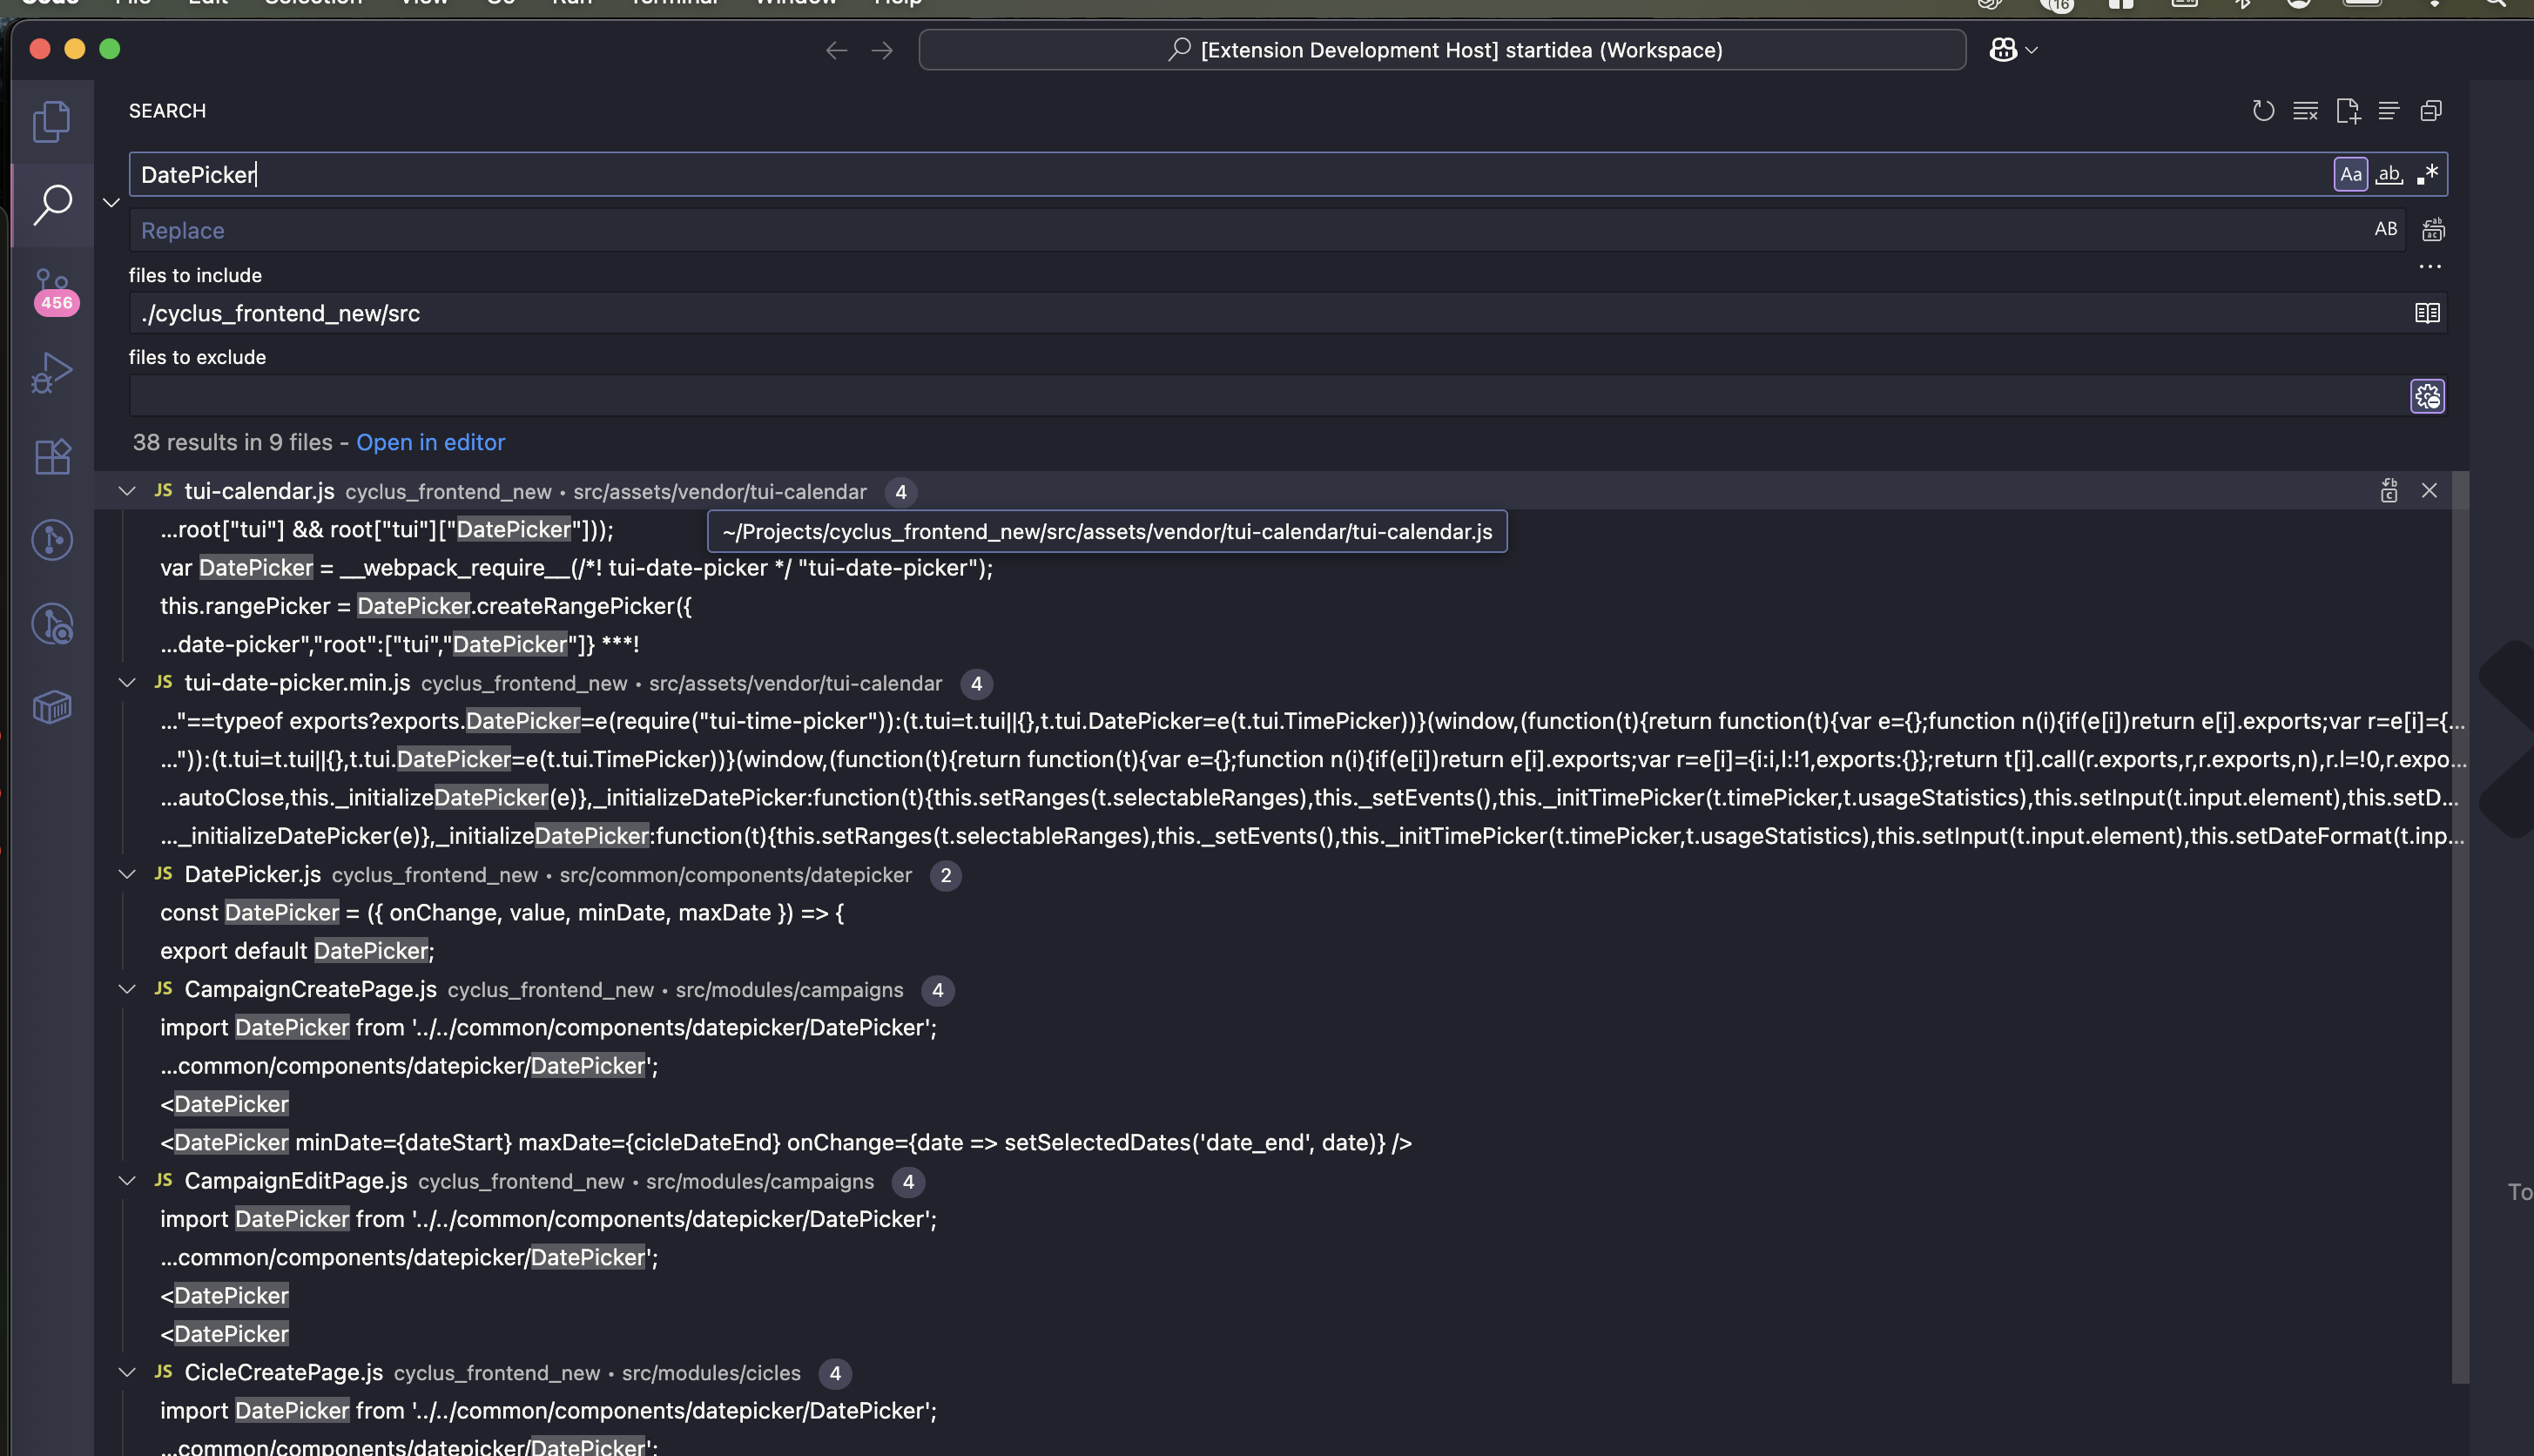 Code File Edit Selection View Go Run Terminal Window Help
16
[Extension Development Host] startidea (Workspace)
SEARCH
DatePicker
Aa ab .*
Replace
AB
files to include
...
./cyclus_frontend_new/src
456
files to exclude
38 results in 9 files - Open in editor
JS tui-calendar.js cyclus_frontend_new • src/assets/vendor/tui-calendar 4
...root["tui"] && root["tui"]["DatePicker"]));
~/Projects/cyclus_frontend_new/src/assets/vendor/tui-calendar/tui-calendar.js
var DatePicker = __webpack_require__(/*! tui-date-picker */ "tui-date-picker");
this.rangePicker = DatePicker.createRangePicker({
...date-picker","root":["tui","DatePicker"]} ***!
JS tui-date-picker.min.js cyclus_frontend_new • src/assets/vendor/tui-calendar 4
..."==typeof exports?exports.DatePicker=e(require("tui-time-picker")):(t.tui=t.tui||{},t.tui.DatePicker=e(t.tui.TimePicker))}(window,(function(t){return function(t){var e={};function n(i){if(e[i])return e[i].exports;var r=e[i]={...
...")):(t.tui=t.tui||{},t.tui.DatePicker=e(t.tui.TimePicker))}(window,(function(t){return function(t){var e={};function n(i){if(e[i])return e[i].exports;var r=e[i]={i:i,l:!1,exports:{}};return t[i].call(r.exports,r,r.exports,n),r.l=!0,r.expo...
...autoClose,this._initializeDatePicker(e)},_initializeDatePicker:function(t){this.setRanges(t.selectableRanges),this._setEvents(),this._initTimePicker(t.timePicker,t.usageStatistics),this.setInput(t.input.element),this.setD...
..._initializeDatePicker(e)},_initializeDatePicker:function(t){this.setRanges(t.selectableRanges),this._setEvents(),this._initTimePicker(t.timePicker,t.usageStatistics),this.setInput(t.input.element),this.setDateFormat(t.inp...
JS DatePicker.js cyclus_frontend_new • src/common/components/datepicker 2
const DatePicker = ({ onChange, value, minDate, maxDate }) => {
export default DatePicker;
JS CampaignCreatePage.js cyclus_frontend_new • src/modules/campaigns 4
import DatePicker from '../../common/components/datepicker/DatePicker';
...common/components/datepicker/DatePicker';
<DatePicker
<DatePicker minDate={dateStart} maxDate={cicleDateEnd} onChange={date => setSelectedDates('date_end', date)} />
JS CampaignEditPage.js cyclus_frontend_new • src/modules/campaigns 4
To
import DatePicker from '../../common/components/datepicker/DatePicker';
...common/components/datepicker/DatePicker';
<DatePicker
<DatePicker
JS CicleCreatePage.js cyclus_frontend_new • src/modules/cicles 4
import DatePicker from '../../common/components/datepicker/DatePicker';
...common/components/datepicker/DatePicker';